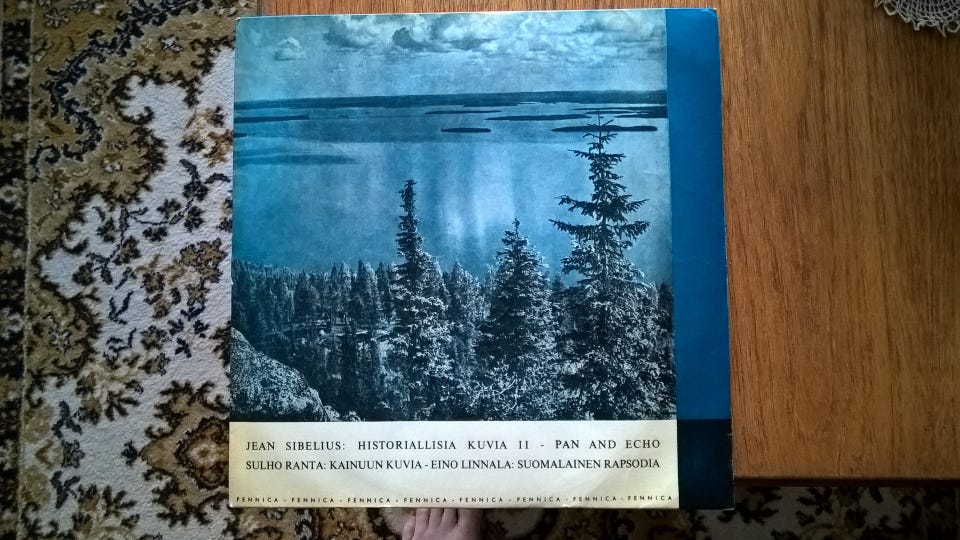 JEAN SIBELIUS: HISTORIALLISIA KUVIA II - PAN AND ECHO
SULHO RANTA: KAINUUN KUVIA - EINO LINNALA: SUOMALAINEN RAPSODIA
FENNICA - FENNICA - FENNICA - FENNICA - FENNICA - FENNICA - FENNICA - FENNICA